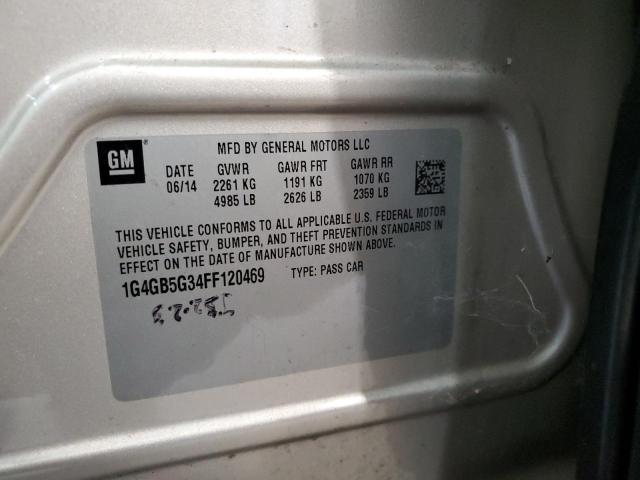 GM
MFD BY GENERAL MOTORS LLC
DATE GVWR GAWR FRT GAWR RR
06/14 2261 KG 1191 KG 1070 KG
4985 LB 2626 LB 2359 LB
THIS VEHICLE CONFORMS TO ALL APPLICABLE U.S. FEDERAL MOTOR
VEHICLE SAFETY, BUMPER, AND THEFT PREVENTION STANDARDS IN
EFFECT ON THE DATE OF MANUFACTURE SHOWN ABOVE.
1G4GB5G34FF120469 TYPE: PASS CAR